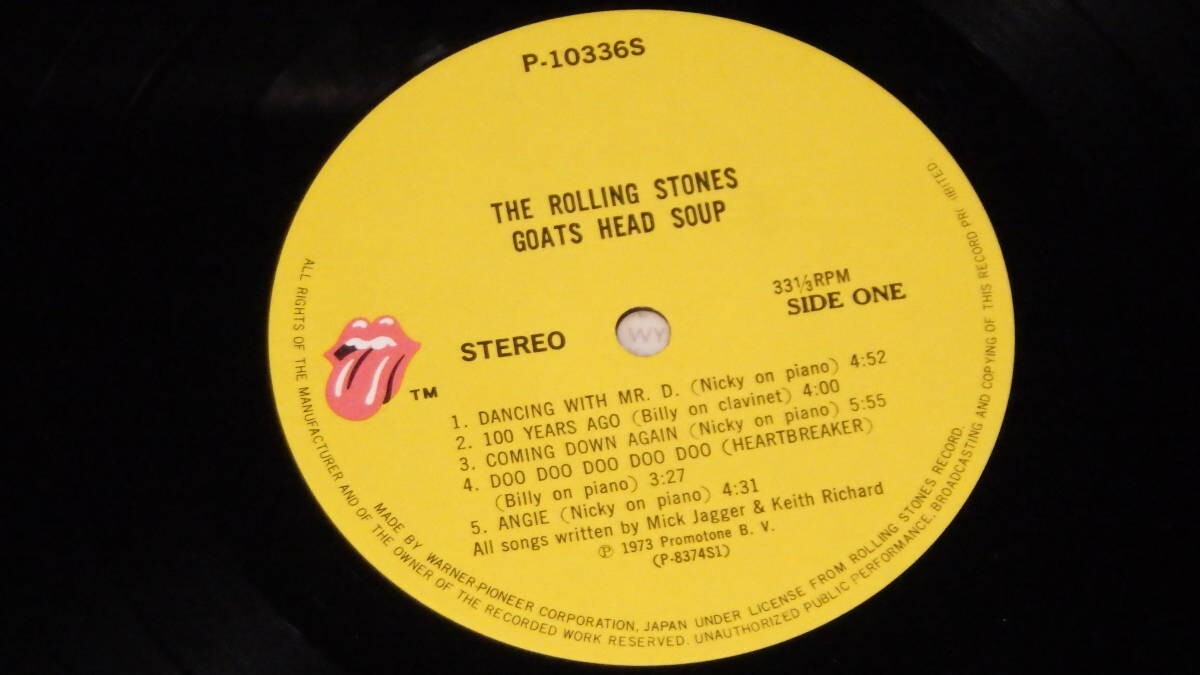 P-10336S
THE ROLLING STONES
GOATS HEAD SOUP
33 1/3 RPM
SIDE ONE
STEREO
WY
TM
1. DANCING WITH MR. D. (Nicky on piano) 4:52
2. 100 YEARS AGO (Billy on clavinet) 4:00
3. COMING DOWN AGAIN (Nicky on piano) 5:55
4. DOO DOO DOO DOO DOO (HEARTBREAKER)
(Billy on piano) 3:27
5. ANGIE (Nicky on piano) 4:31
All songs written by Mick Jagger & Keith Richard
Ⓟ 1973 Promotone B. V.
(P-8374S1)
MADE BY WARNER-PIONEER CORPORATION, JAPAN UNDER LICENSE FROM ROLLING STONES RECORD.
ALL RIGHTS OF THE MANUFACTURER AND OF THE OWNER OF THE RECORDED WORK RESERVED. UNAUTHORIZED PUBLIC PERFORMANCE. BROADCASTING AND COPYING OF THIS RECORD PROHIBITED.